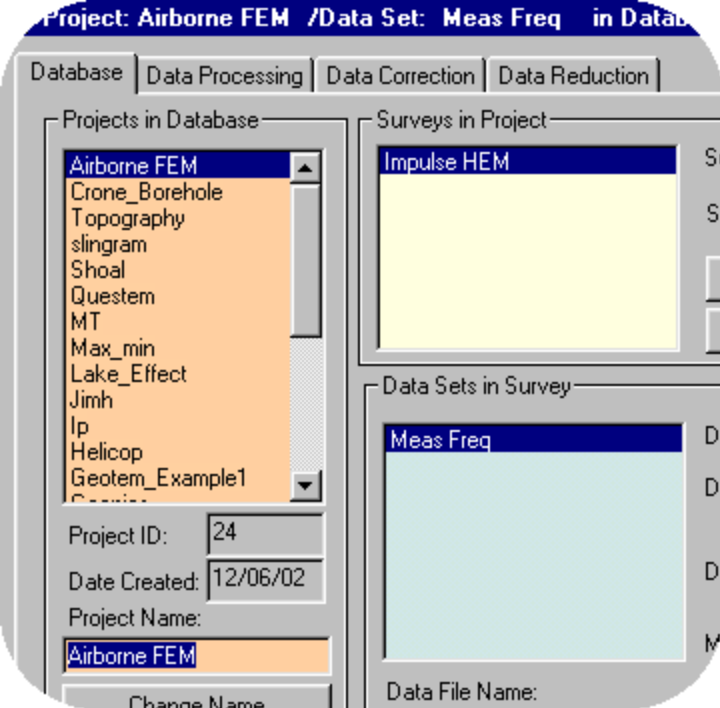 Project: Airborne FEM /Data Set: Meas Freq in Datab
Database Data Processing Data Correction Data Reduction
Projects in Database
Airborne FEM
Crone_Borehole
Topography
slingram
Shoal
Questem
MT
Max_min
Lake_Effect
Jimh
Ip
Helicop
Geotem_Example1
Project ID: 24
Date Created: 12/06/02
Project Name:
Airborne FEM
Change Name
Surveys in Project
Impulse HEM
Data Sets in Survey
Meas Freq
Data File Name: